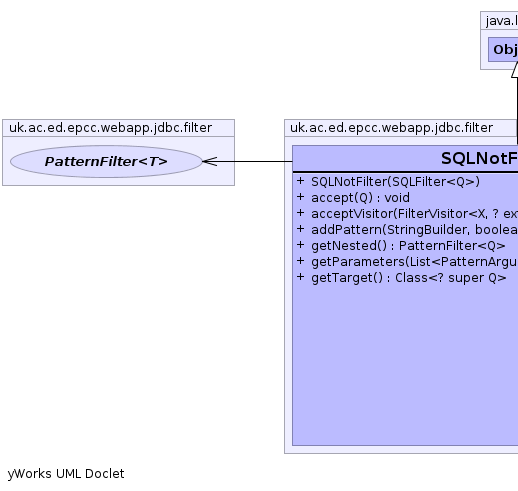 java.l
Obj
uk.ac.ed.epcc.webapp.jdbc.filter
uk.ac.ed.epcc.webapp.jdbc.filter
PatternFilter<T>
SQLNotF
+ SQLNotFilter(SQLFilter<Q>)
+ accept(Q) : void
+ acceptVisitor(FilterVisitor<X, ? ex
+ addPattern(StringBuilder, boolea
+ getNested() : PatternFilter<Q>
+ getParameters(List<PatternArgu
+ getTarget() : Class<? super Q>
yWorks UML Doclet